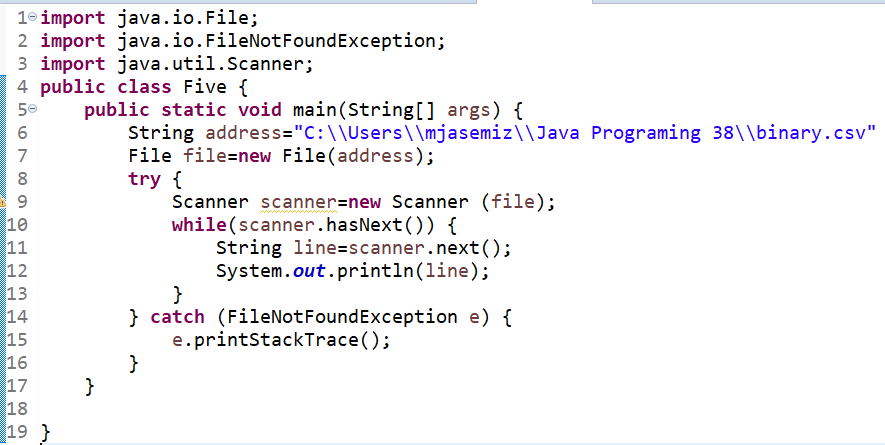 1 import java.io.File;
2 import java.io.FileNotFoundException;
3 import java.util.Scanner;
4 public class Five {
5     public static void main(String[] args) {
6         String address="C:\\Users\\mjasemiz\\Java Programing 38\\binary.csv"
7         File file=new File(address);
8         try {
9             Scanner scanner=new Scanner (file);
10             while(scanner.hasNext()) {
11                 String line=scanner.next();
12                 System.out.println(line);
13             }
14         } catch (FileNotFoundException e) {
15             e.printStackTrace();
16         }
17     }
18
19 }